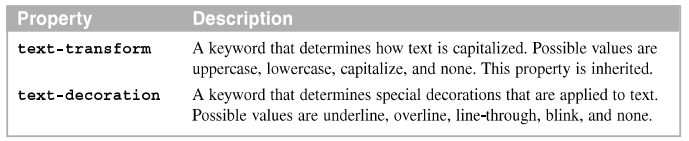 Property Description
text-transform A keyword that determines how text is capitalized. Possible values are
uppercase, lowercase, capitalize, and none. This property is inherited.
text-decoration A keyword that determines special decorations that are applied to text.
Possible values are underline, overline, line-through, blink, and none.